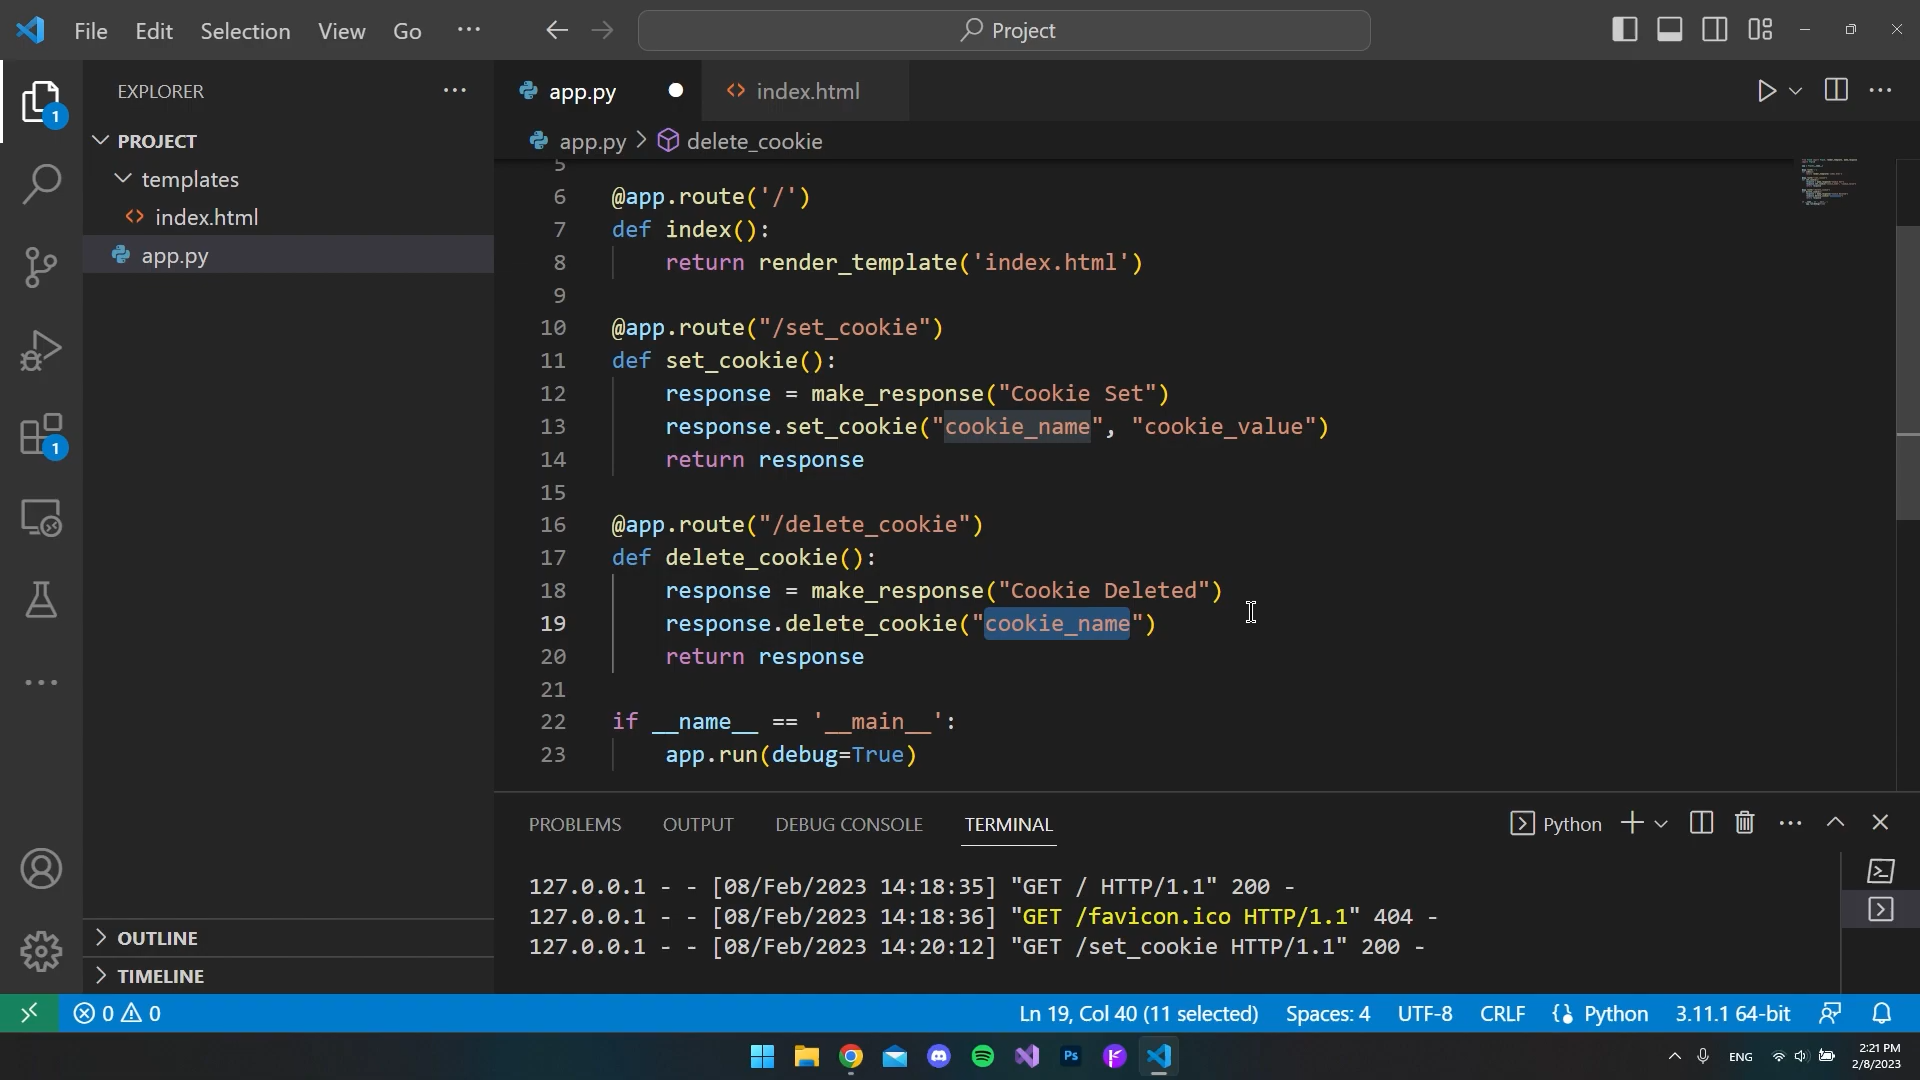 File Edit Selection View Go ···
Project
EXPLORER ···
1
PROJECT
templates
index.html
app.py
1
OUTLINE
TIMELINE
app.py
index.html
app.py > delete_cookie
5
6 @app.route('/')
7 def index():
8 return render_template('index.html')
9
10 @app.route("/set_cookie")
11 def set_cookie():
12 response = make_response("Cookie Set")
13 response.set_cookie("cookie_name", "cookie_value")
14 return response
15
16 @app.route("/delete_cookie")
17 def delete_cookie():
18 response = make_response("Cookie Deleted")
19 response.delete_cookie("cookie_name")
20 return response
21
22 if __name__ == '__main__':
23 app.run(debug=True)
PROBLEMS OUTPUT DEBUG CONSOLE TERMINAL
Python
127.0.0.1 - - [08/Feb/2023 14:18:35] "GET / HTTP/1.1" 200 -
127.0.0.1 - - [08/Feb/2023 14:18:36] "GET /favicon.ico HTTP/1.1" 404 -
127.0.0.1 - - [08/Feb/2023 14:20:12] "GET /set_cookie HTTP/1.1" 200 -
0 0
Ln 19, Col 40 (11 selected) Spaces: 4 UTF-8 CRLF Python 3.11.1 64-bit
Ps
ENG
2:21 PM
2/8/2023